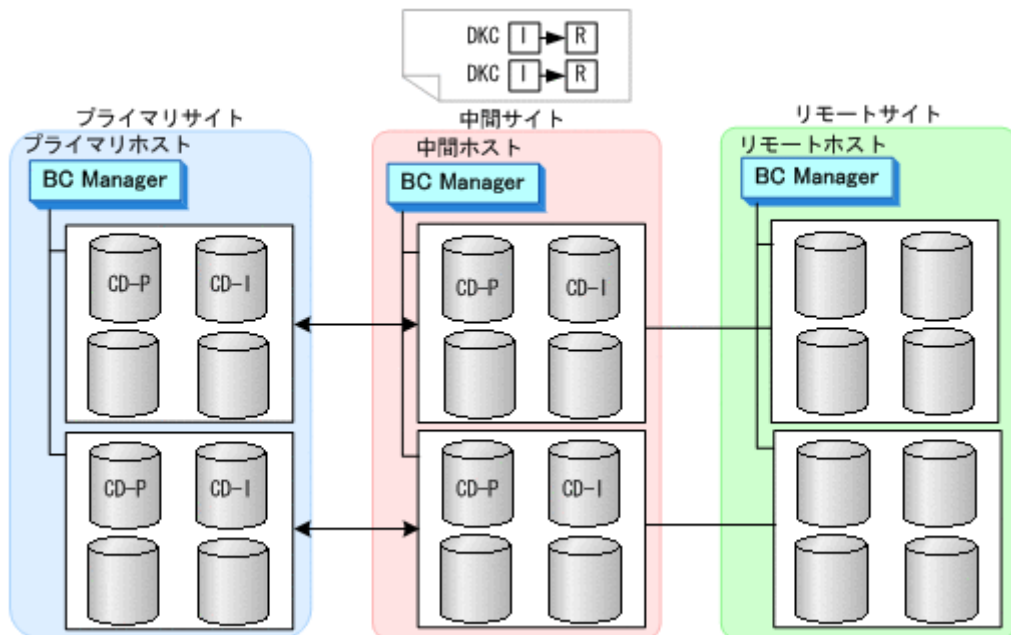 DKC I R
DKC I R
プライマリサイト
プライマリホスト
BC Manager
CD-P CD-I
CD-P CD-I
中間サイト
中間ホスト
BC Manager
CD-P CD-I
CD-P CD-I
リモートサイト
リモートホスト
BC Manager